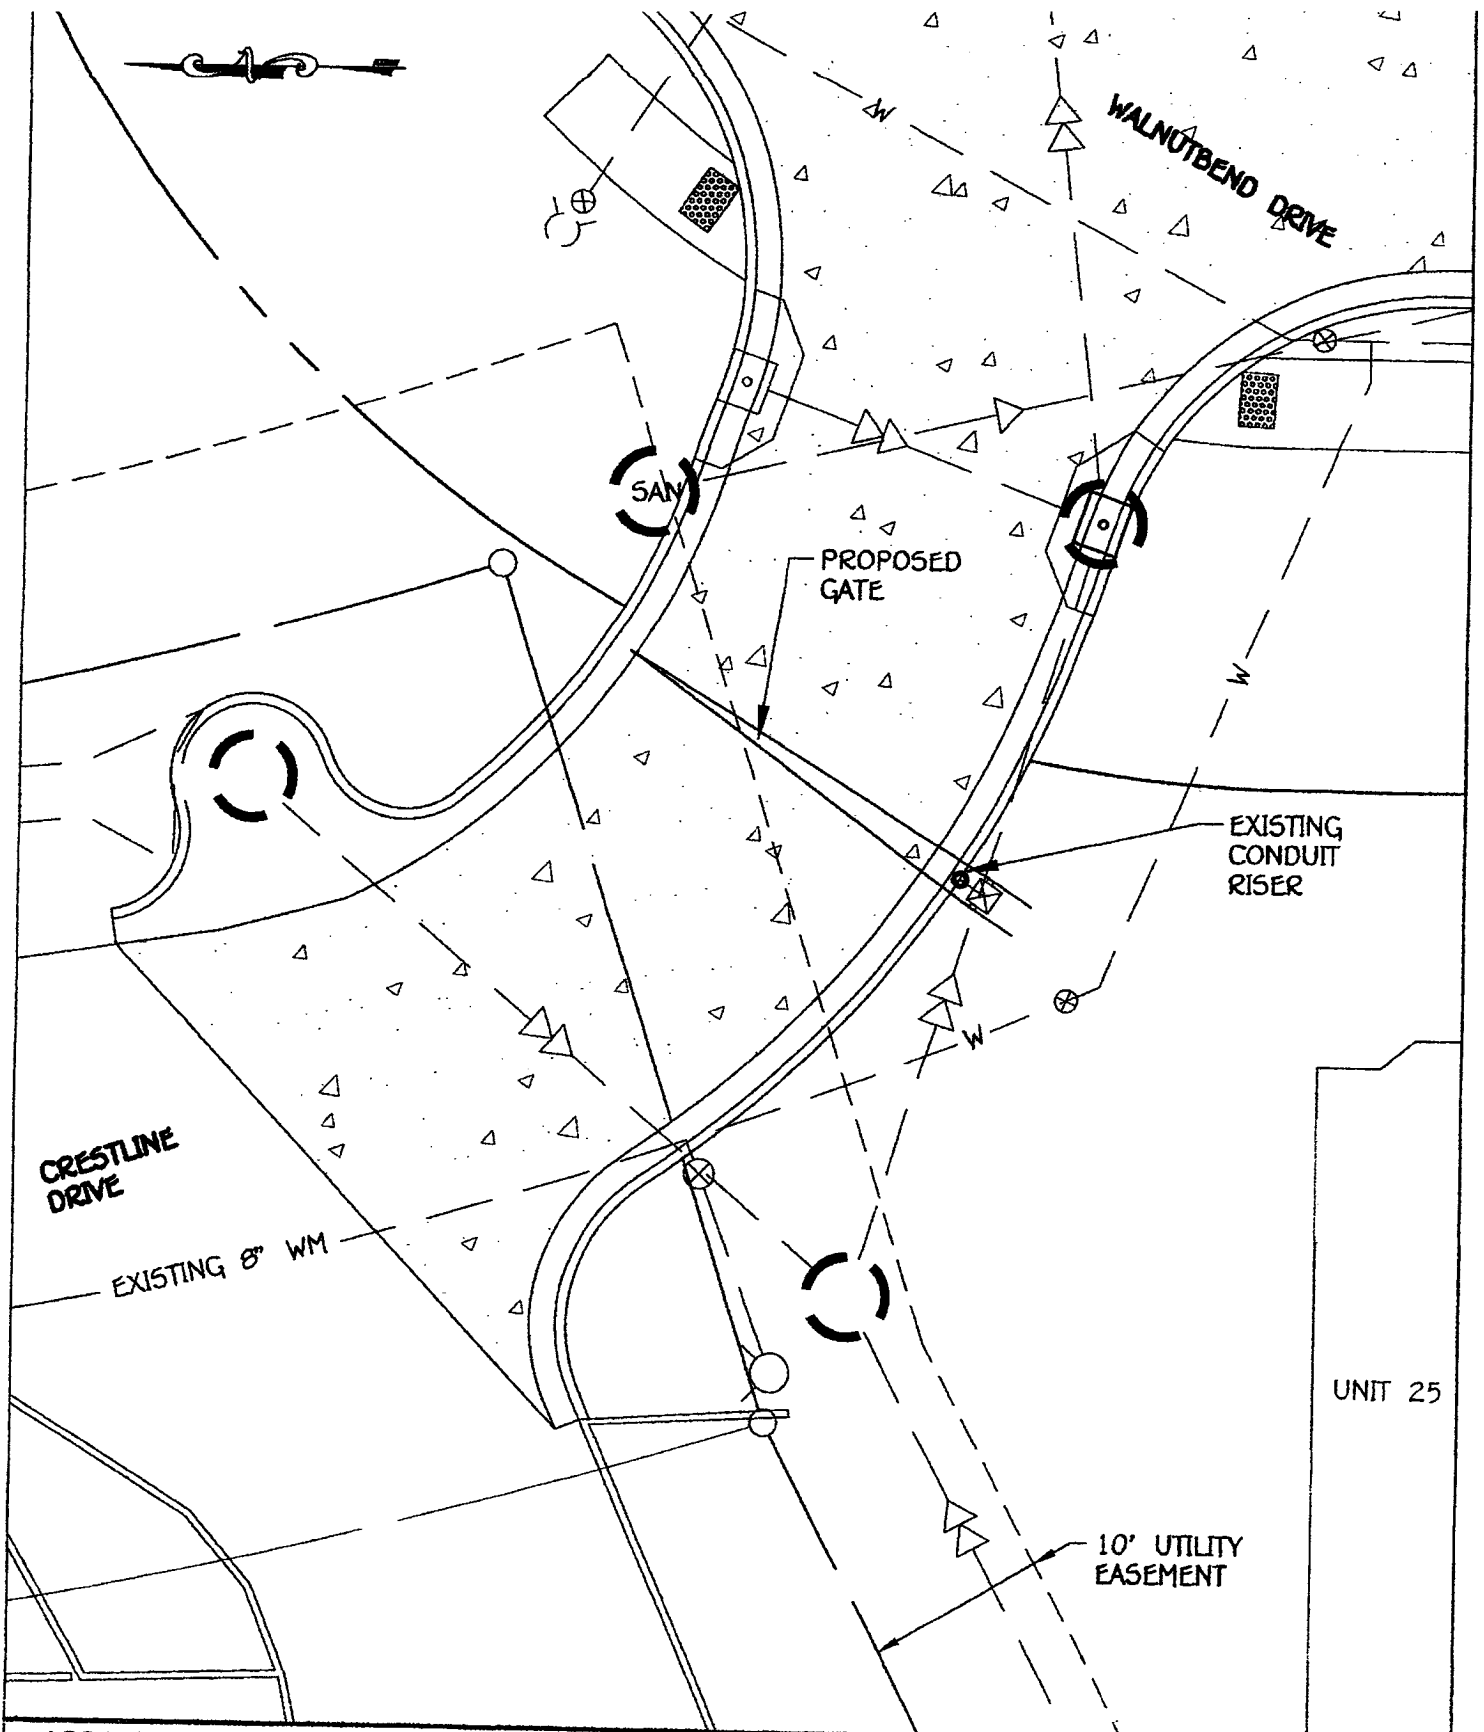 W
WALNUTBEND DRIVE
SAN
PROPOSED
GATE
W
EXISTING
CONDUIT
RISER
W
CRESTLINE
DRIVE
EXISTING 8" WM
UNIT 25
10' UTILITY
EASEMENT